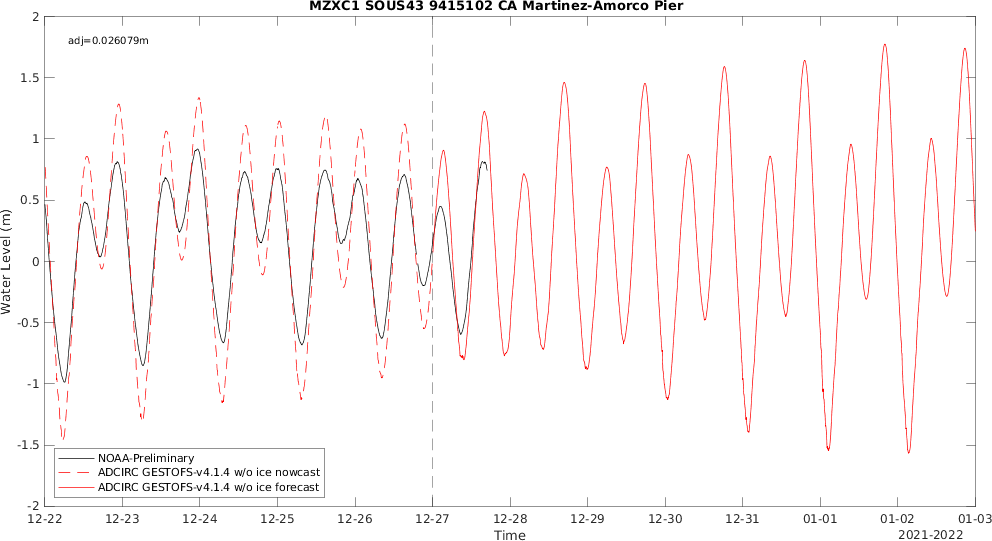 MZXC1 SOUS43 9415102 CA Martinez-Amorco Pier
adj=0.026079m
2
1.5
1
0.5
0
-0.5
-1
-1.5
-2
Water Level (m)
NOAA-Preliminary
ADCIRC GESTOFS-v4.1.4 w/o ice nowcast
ADCIRC GESTOFS-v4.1.4 w/o ice forecast
12-22 12-23 12-24 12-25 12-26 12-27 12-28 12-29 12-30 12-31 01-01 01-02 01-03
Time
2021-2022